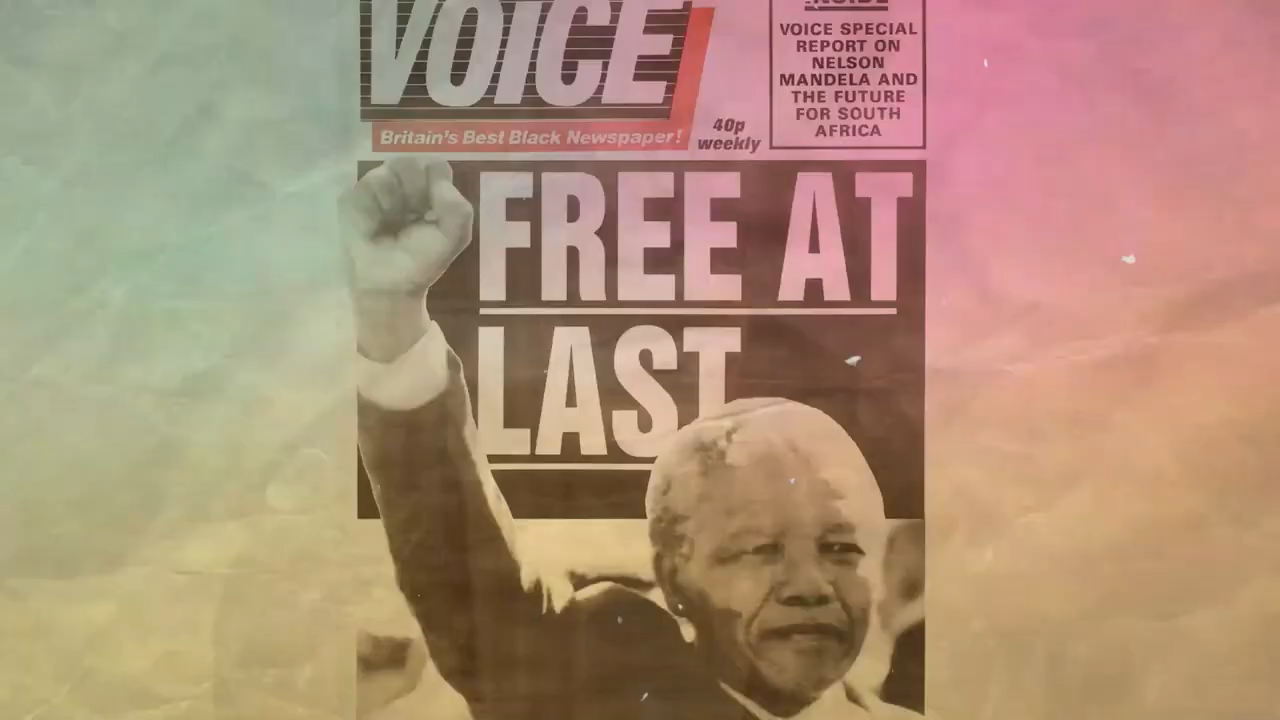 VOICE
Britain's Best Black Newspaper!
40p
weekly
INSIDE
VOICE SPECIAL
REPORT ON
NELSON
MANDELA AND
THE FUTURE
FOR SOUTH
AFRICA
FREE AT
LAST